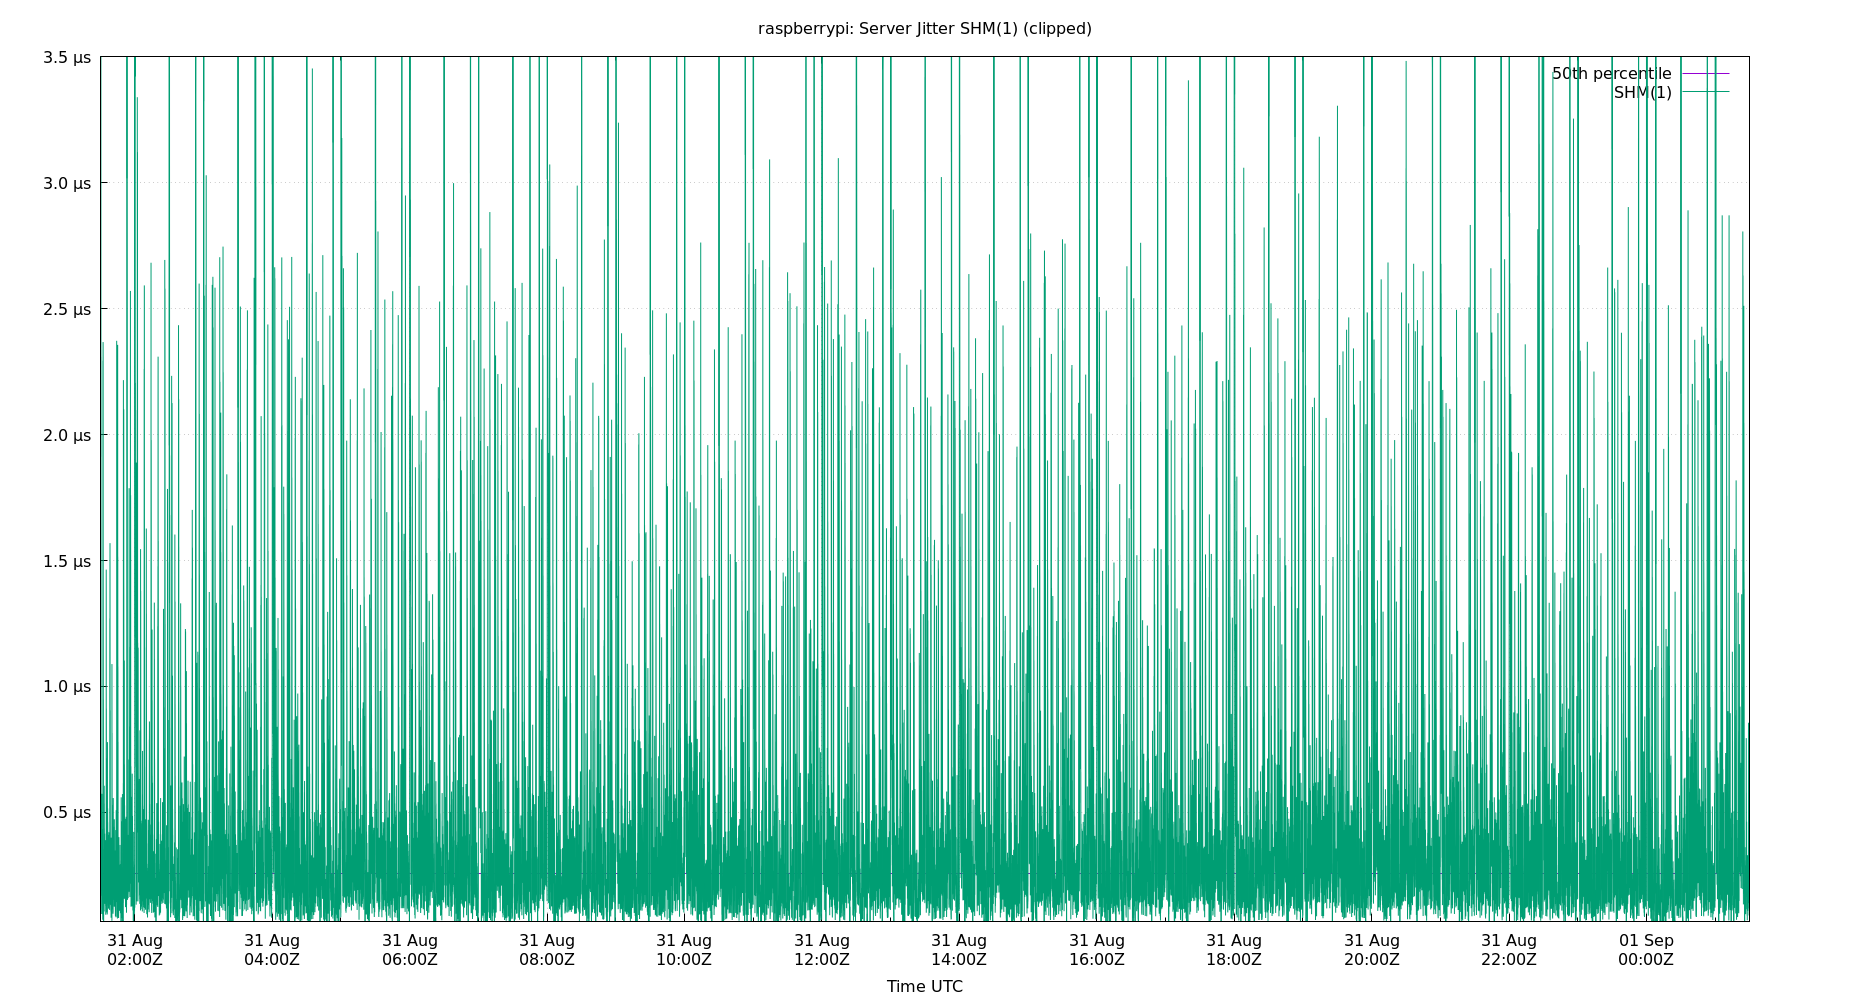 raspberrypi: Server Jitter SHM(1) (clipped)
3.5 μs
3.0 μs
2.5 μs
2.0 μs
1.5 μs
1.0 μs
0.5 μs
50th percentile
SHM(1)
31 Aug 31 Aug 31 Aug 31 Aug 31 Aug 31 Aug 31 Aug 31 Aug 31 Aug 31 Aug 31 Aug 01 Sep
02:00Z 04:00Z 06:00Z 08:00Z 10:00Z 12:00Z 14:00Z 16:00Z 18:00Z 20:00Z 22:00Z 00:00Z
Time UTC